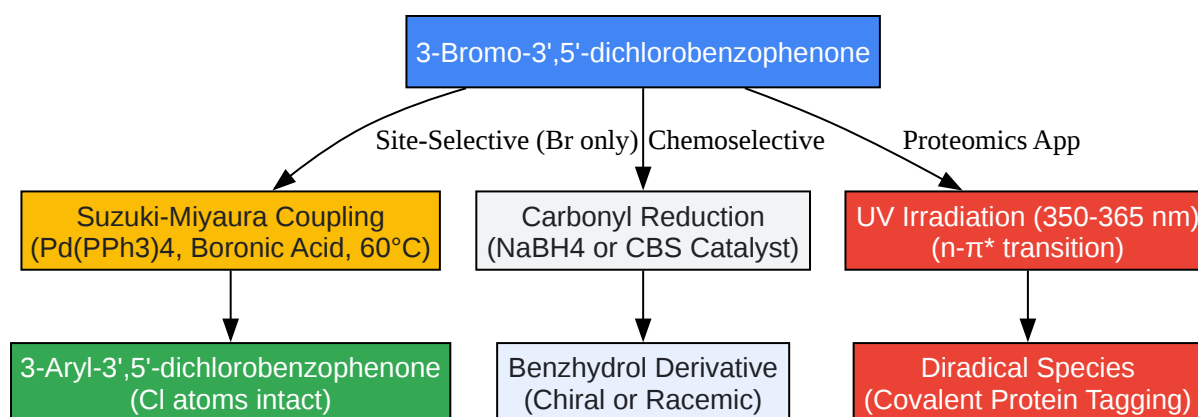 3-Bromo-3',5'-dichlorobenzophenone
Site-Selective (Br only)
Chemoselective
Proteomics App
Suzuki-Miyaura Coupling
(Pd(PPh3)4, Boronic Acid, 60°C)
Carbonyl Reduction
(NaBH4 or CBS Catalyst)
UV Irradiation (350-365 nm)
(n-π* transition)
3-Aryl-3',5'-dichlorobenzophenone
(Cl atoms intact)
Benzhydrol Derivative
(Chiral or Racemic)
Diradical Species
(Covalent Protein Tagging)